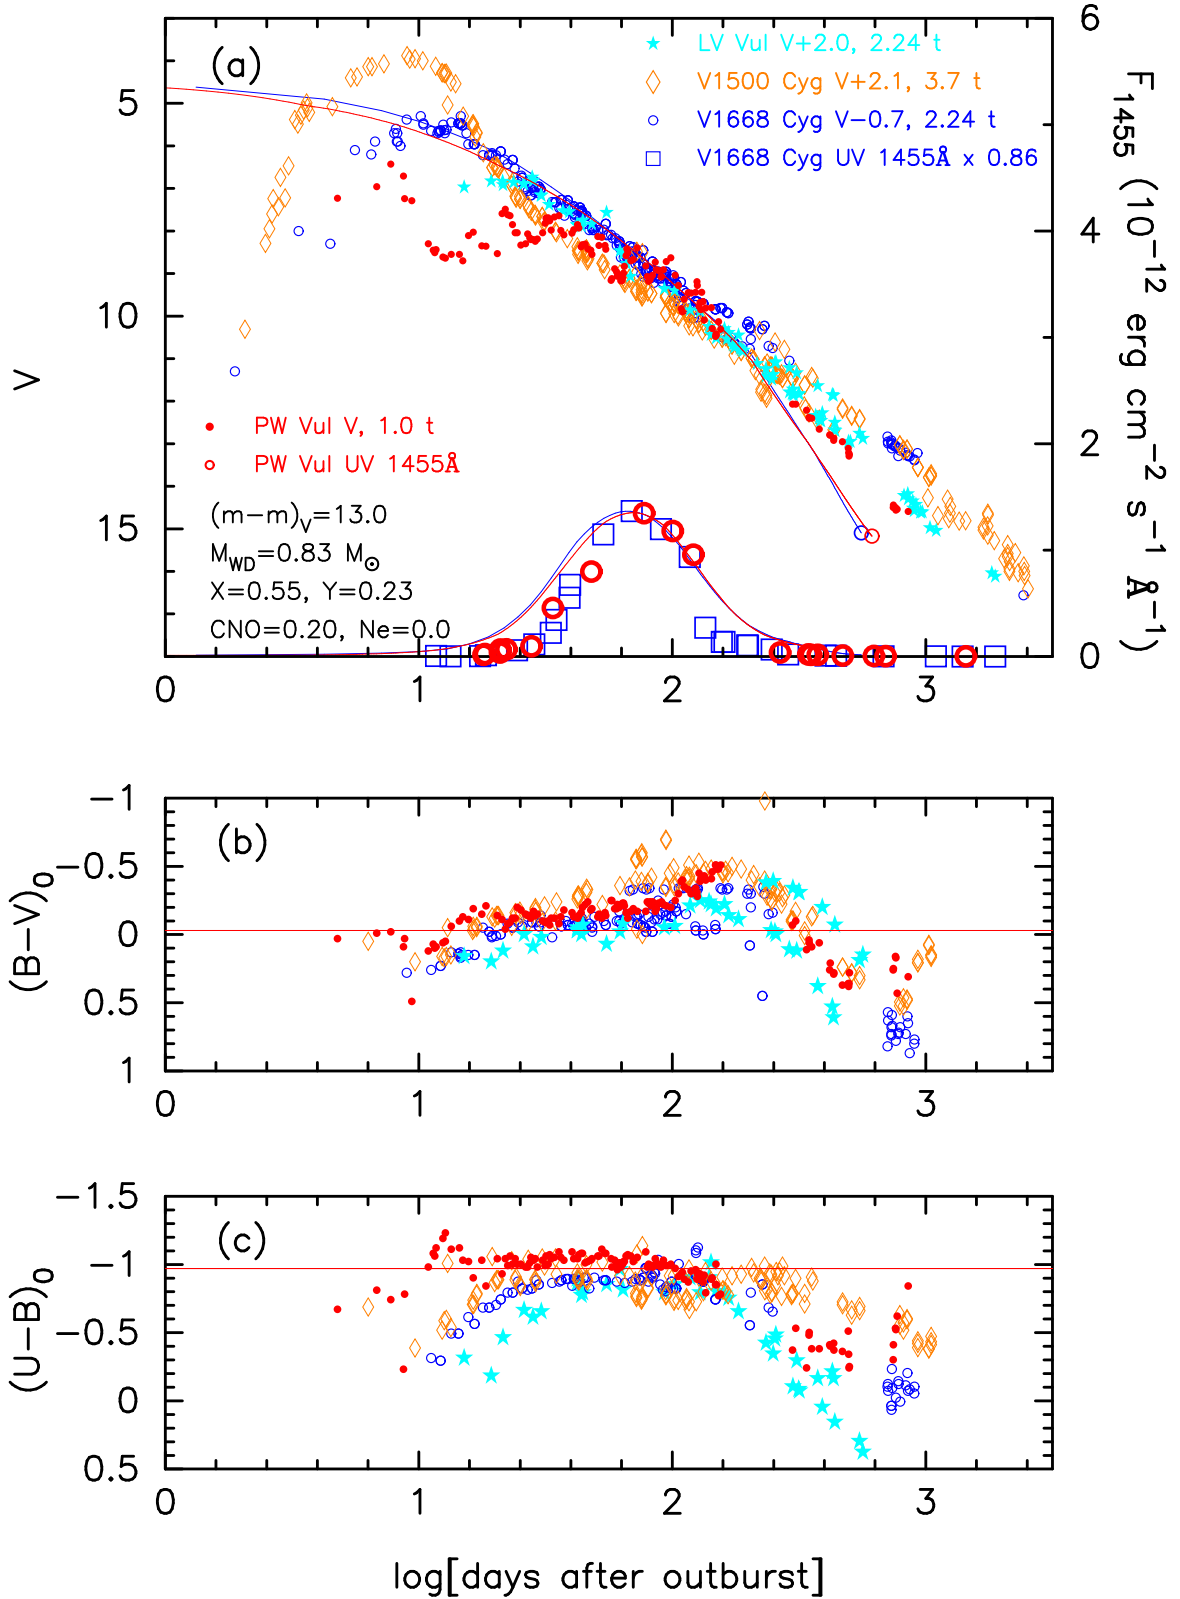 (a)
LV Vul V+2.0, 2.24 t
V1500 Cyg V+2.1, 3.7 t
V1668 Cyg V−0.7, 2.24 t
V1668 Cyg UV 1455Å x 0.86
PW Vul V, 1.0 t
PW Vul UV 1455Å
(m−m)V=13.0
MWD=0.83 M⊙
X=0.55, Y=0.23
CNO=0.20, Ne=0.0
V
5
10
15
6
4
2
0
F1455 (10−12 erg cm−2 s−1 Å−1)
0 1 2 3
(b)
(B−V)0
−1
−0.5
0
0.5
1
0 1 2 3
(c)
(U−B)0
−1.5
−1
−0.5
0
0.5
0 1 2 3
log[days after outburst]